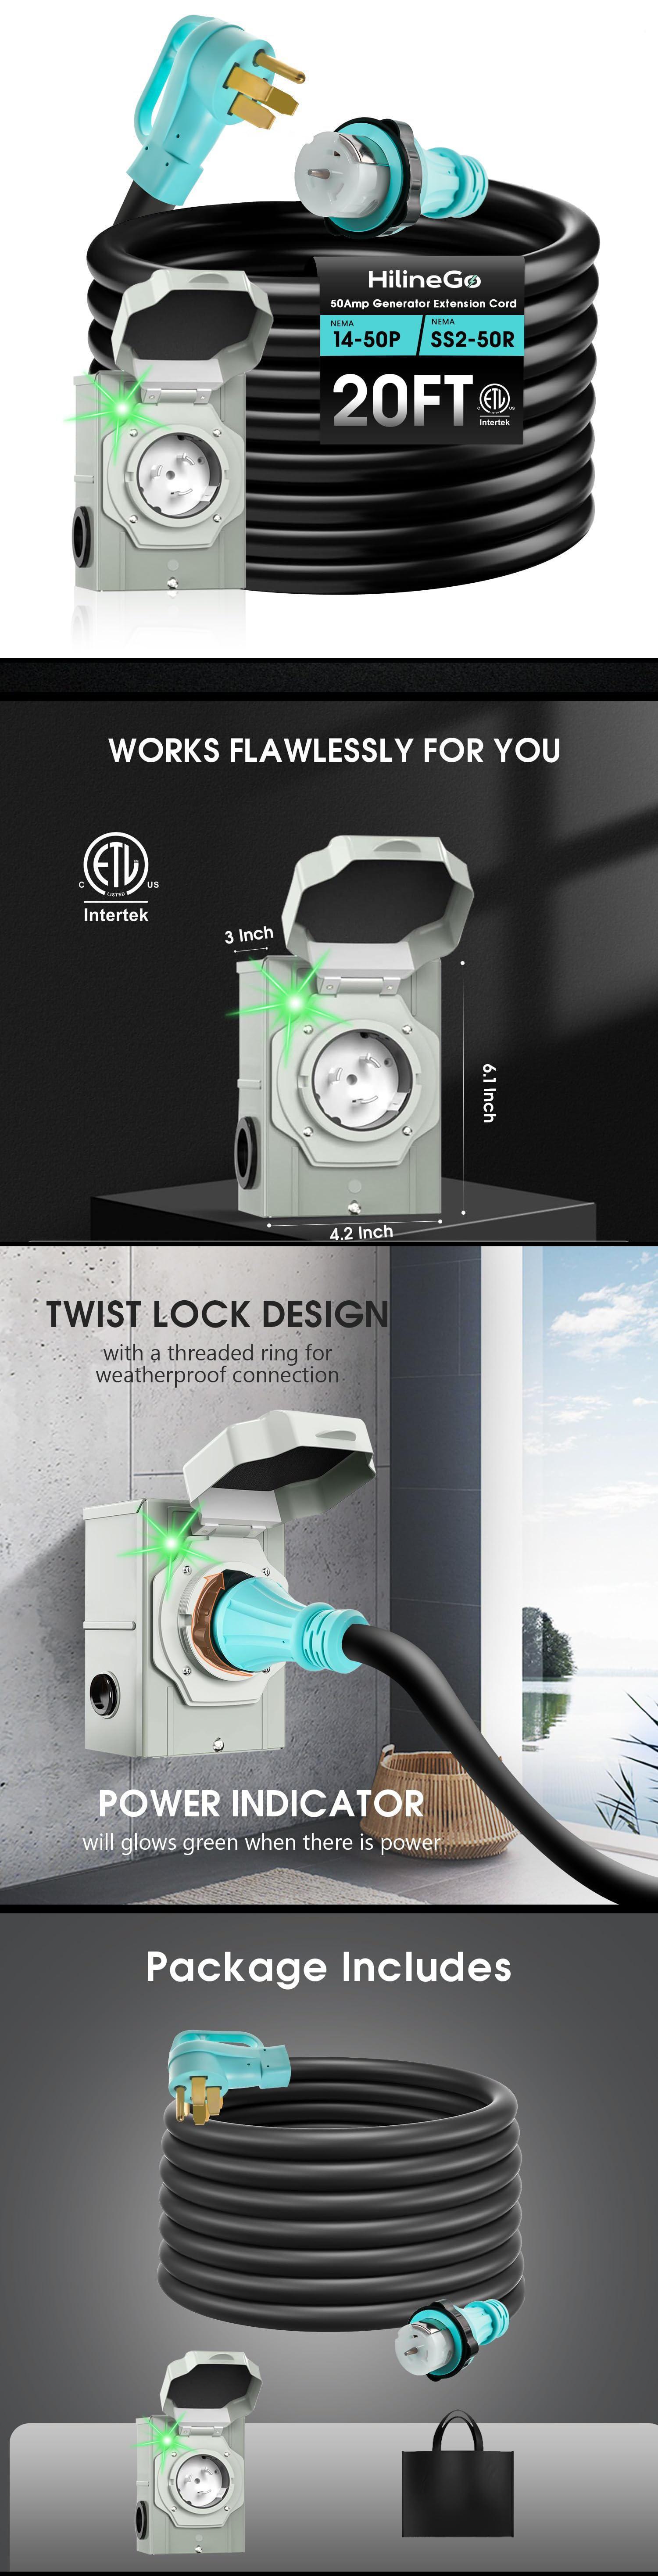 HilineGo
50Amp Generator Extension Cord
NEMA
14-50P
NEMA
SS2-50R
20FT
ETL
C US
Intertek
WORKS FLAWLESSLY FOR YOU
ETL
C US
LISTED
Intertek
3 Inch
6.1 Inch
4.2 Inch
TWIST LOCK DESIGN
with a threaded ring for
weatherproof connection
POWER INDICATOR
will glows green when there is power
Package Includes